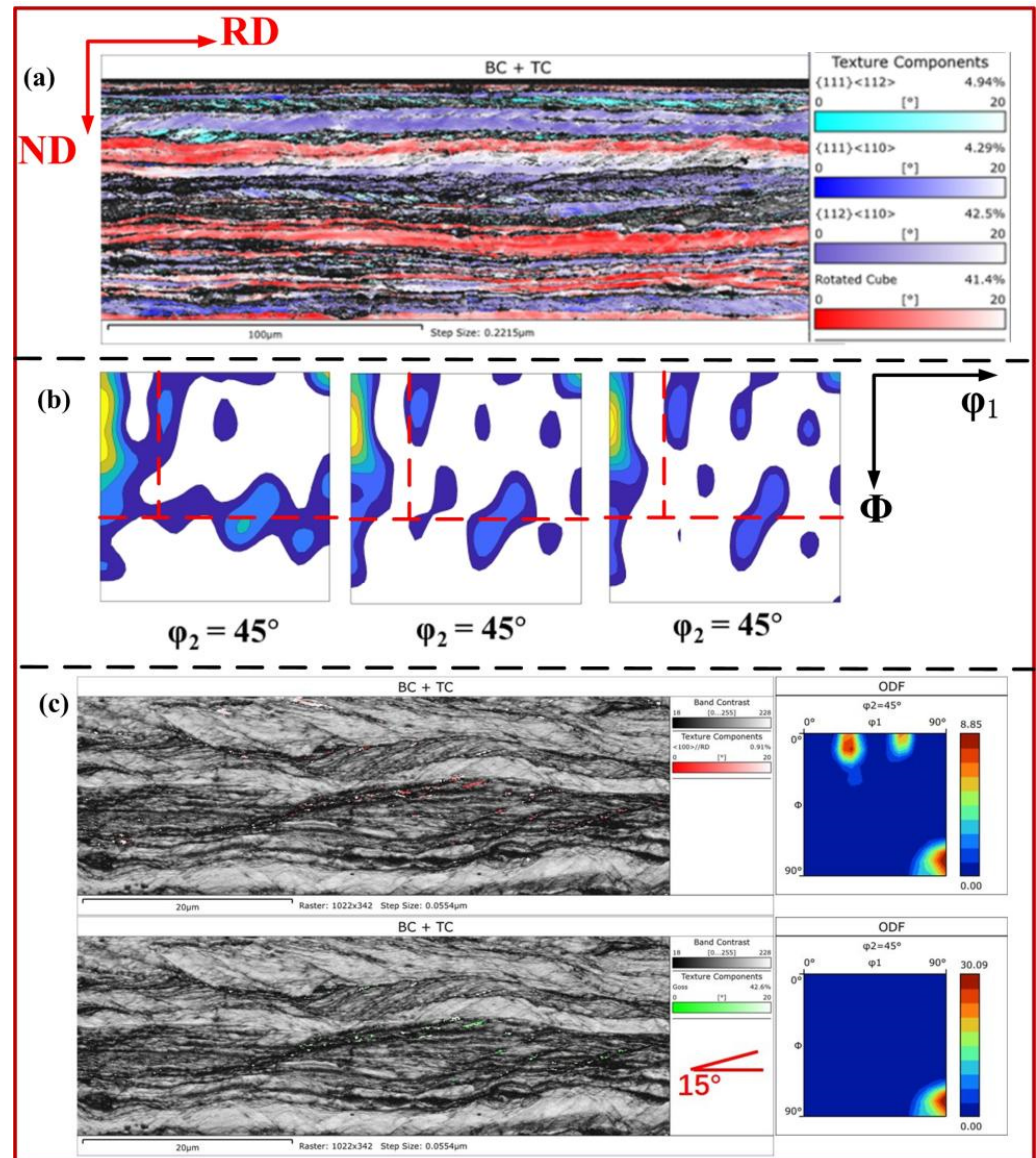 RD
(a)
ND
BC + TC
100μm
Step Size: 0.2215μm
Texture Components
{111}<112> 4.94%
0 [°] 20
{111}<110> 4.29%
0 [°] 20
{112}<110> 42.5%
0 [°] 20
Rotated Cube 41.4%
0 [°] 20
(b)
φ1
Φ
φ2 = 45°
φ2 = 45°
φ2 = 45°
(c)
BC + TC
20μm
Raster: 1022x342 Step Size: 0.0554μm
Band Contrast
18 [0...255] 228
Texture Components
<100>//RD 0.91%
0 [°] 20
ODF
φ2=45°
0° φ1 90°
0°
Φ
90°
8.85
0.00
BC + TC
20μm
Raster: 1022x342 Step Size: 0.0554μm
Band Contrast
18 [0...255] 228
Texture Components
Goss 42.6%
0 [°] 20
15°
ODF
φ2=45°
0° φ1 90°
0°
Φ
90°
30.09
0.00